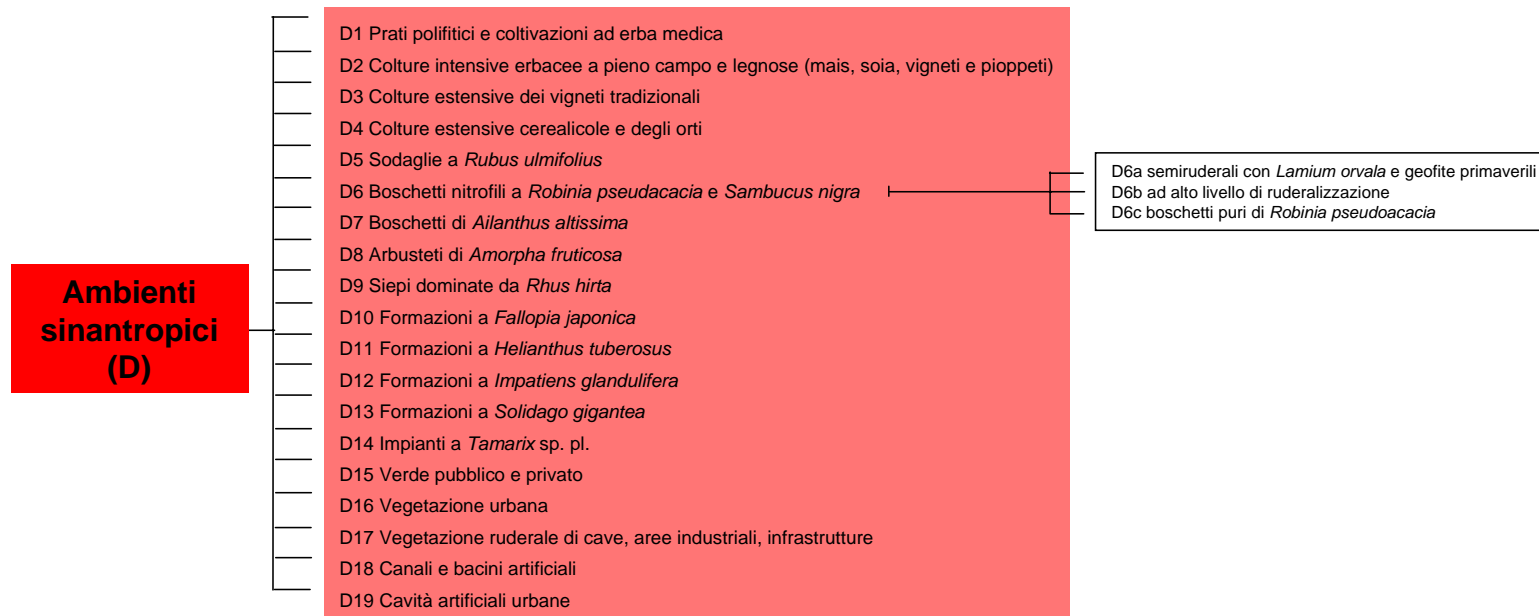 Ambienti
sinantropici
(D)
D1 Prati polifitici e coltivazioni ad erba medica
D2 Colture intensive erbacee a pieno campo e legnose (mais, soia, vigneti e pioppeti)
D3 Colture estensive dei vigneti tradizionali
D4 Colture estensive cerealicole e degli orti
D5 Sodaglie a Rubus ulmifolius
D6 Boschetti nitrofili a Robinia pseudacacia e Sambucus nigra
D6a semiruderali con Lamium orvala e geofite primaverili
D6b ad alto livello di ruderalizzazione
D6c boschetti puri di Robinia pseudoacacia
D7 Boschetti di Ailanthus altissima
D8 Arbusteti di Amorpha fruticosa
D9 Siepi dominate da Rhus hirta
D10 Formazioni a Fallopia japonica
D11 Formazioni a Helianthus tuberosus
D12 Formazioni a Impatiens glandulifera
D13 Formazioni a Solidago gigantea
D14 Impianti a Tamarix sp. pl.
D15 Verde pubblico e privato
D16 Vegetazione urbana
D17 Vegetazione ruderale di cave, aree industriali, infrastrutture
D18 Canali e bacini artificiali
D19 Cavità artificiali urbane